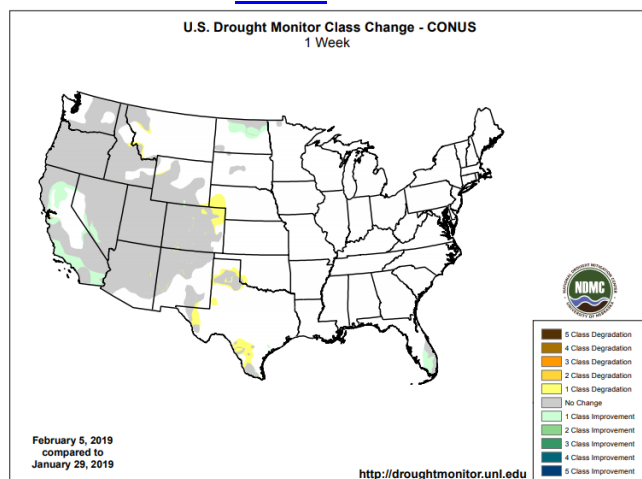 U.S. Drought Monitor Class Change - CONUS
1 Week
NDMC
5 Class Degradation
4 Class Degradation
3 Class Degradation
2 Class Degradation
1 Class Degradation
No Change
1 Class Improvement
2 Class Improvement
3 Class Improvement
4 Class Improvement
5 Class Improvement
February 5, 2019
compared to
January 29, 2019
http://droughtmonitor.unl.edu